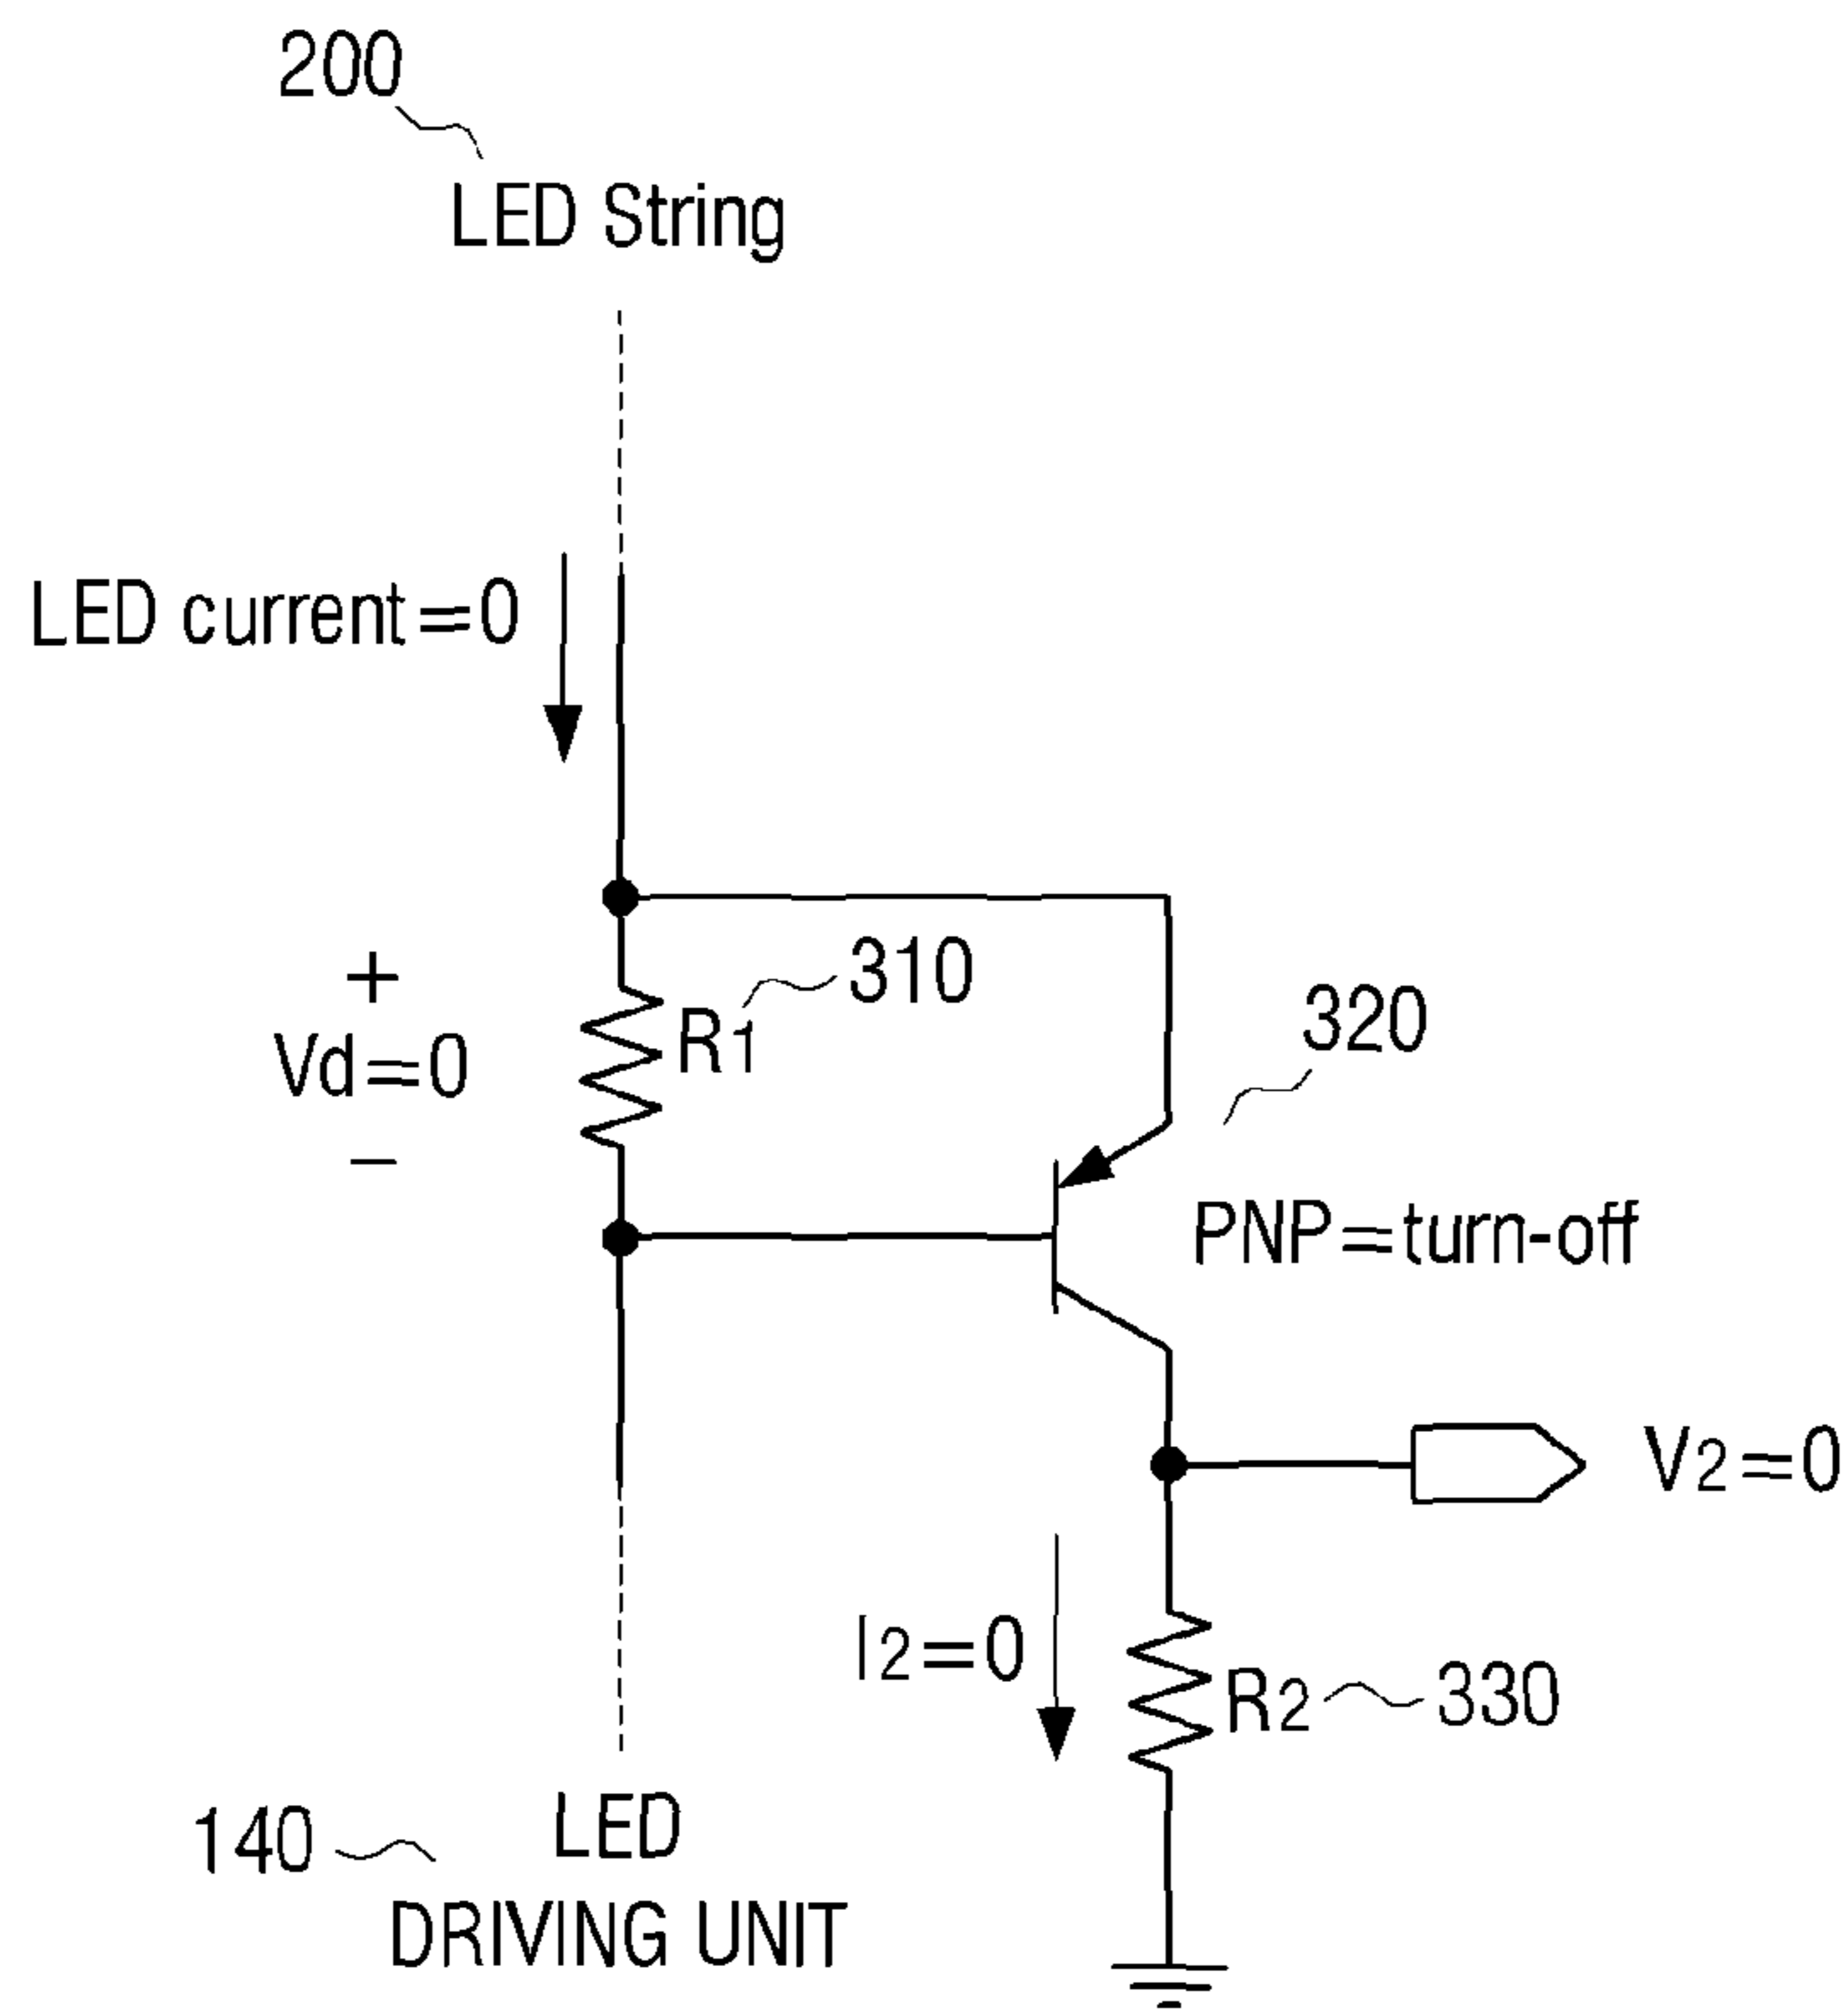 200
LED String
LED current=0
+
Vd=0
−
R1
310
320
PNP=turn-off
V2=0
I2=0
R2
330
140
LED
DRIVING UNIT